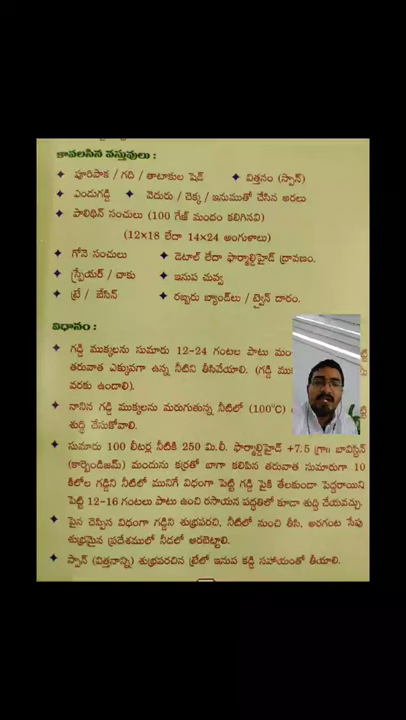 కావలసిన వస్తువులు :
✦ పూరిపాక / గది / తాటాకుల షెడ్ ✦ విత్తనం (స్పాన్)
✦ ఎండుగడ్డి ✦ వెదురు / చెక్క / ఇనుముతో చేసిన అరలు
✦ పాలిథిన్ సంచులు (100 గేజ్ మందం కలిగినవి)
(12×18 లేదా 14×24 అంగుళాలు)
✦ గోనె సంచులు ✦ డెటాల్ లేదా ఫార్మాల్డిహైడ్ ద్రావణం.
✦ స్ప్రేయర్ / చాకు ✦ ఇనుప చువ్వ
✦ ట్రే / బేసిన్ ✦ రబ్బరు బ్యాండ్‌లు / ట్వైన్ దారం.
విధానం :
✦ గడ్డి ముక్కలను సుమారు 12-24 గంటల పాటు
తరువాత ఎక్కువగా ఉన్న నీటిని తీసివేయాలి. (గడ్డి
వరకు ఉండాలి).
✦ నానిన గడ్డి ముక్కలను మరుగుతున్న నీటిలో (100°C)
శుద్ధి చేసుకోవాలి.
✦ సుమారు 100 లీటర్ల నీటికి 250 మి.లీ. ఫార్మాల్డిహైడ్ +7.5 గ్రా॥ బావిస్టిన్
(కార్బెండిజమ్) మందును కర్రతో బాగా కలిపిన తరువాత సుమారుగా 10
కిలోల గడ్డిని నీటిలో మునిగే విధంగా పెట్టి గడ్డి పైకి తేలకుండా పెద్దరాయిని
పెట్టి 12-16 గంటలు పాటు ఉంచి రసాయన పద్ధతిలో కూడా శుద్ధి చేయవచ్చు.
✦ పైన చెప్పిన విధంగా గడ్డిని శుభ్రపరచి, నీటిలో నుంచి తీసి, అరగంట సేపు
శుభ్రమైన ప్రదేశములో నీడలో ఆరబెట్టాలి.
✦ స్పాన్ (విత్తనాన్ని) శుభ్రపరచిన ట్రేలో ఇనుప కడ్డి సహాయంతో తీయాలి.